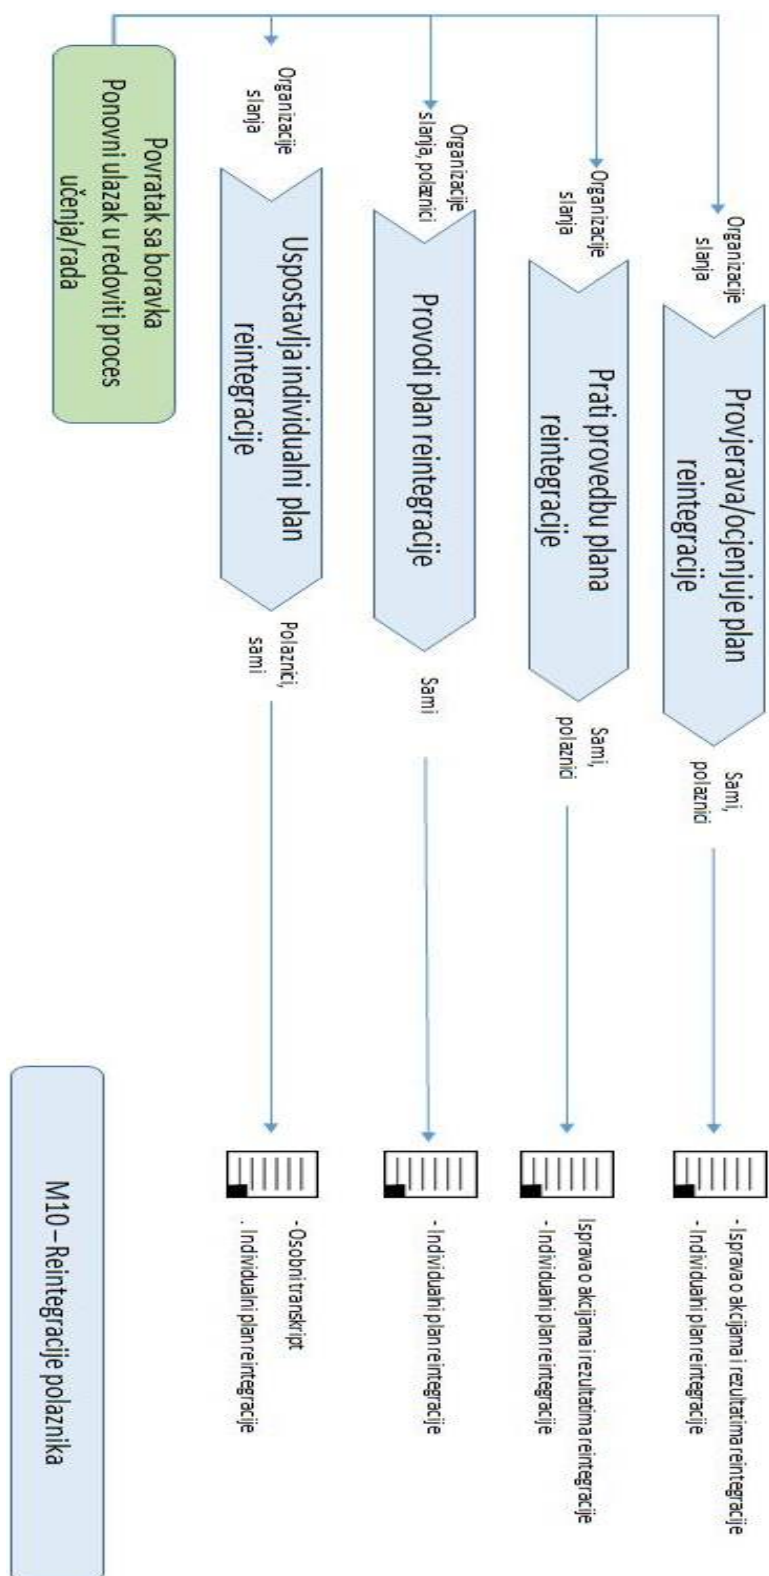 Organizacije
slanja
Provjerava/ocjenjuje plan
reintegracije
Sami,
polaznici
- Isprava o akcijama i rezultatima reintegracije
- Individualni plan reintegracije
Organizacije
slanja
Prati provedbu plana
reintegracije
Sami,
polaznici
Isprava o akcijama i rezultatima reintegracije
- Individualni plan reintegracije
Organizacije
slanja, polaznici
Provodi plan reintegracije
Sami
- Individualni plan reintegracije
Organizacije
slanja
Uspostavlja individualni plan
reintegracije
Polaznici,
sami
- Osobni transkript
. Individualni plan reintegracije
Povratak sa boravka
Ponovni ulazak u redoviti proces
učenja/rada
M10 – Reintegracije polaznika